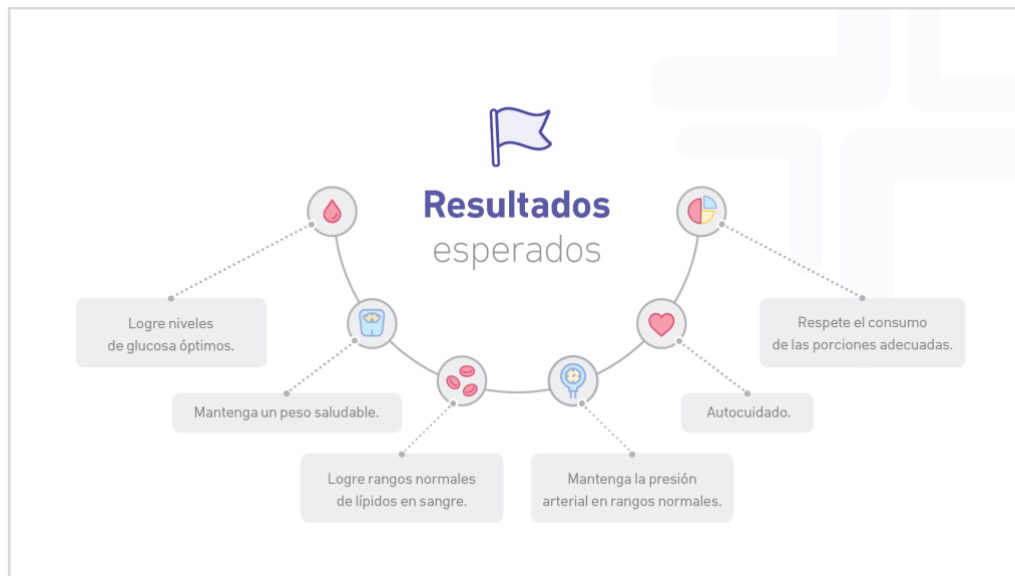 Resultados
esperados
Logre niveles
de glucosa óptimos.
Mantenga un peso saludable.
Logre rangos normales
de lípidos en sangre.
Mantenga la presión
arterial en rangos normales.
Autocuidado.
Respete el consumo
de las porciones adecuadas.